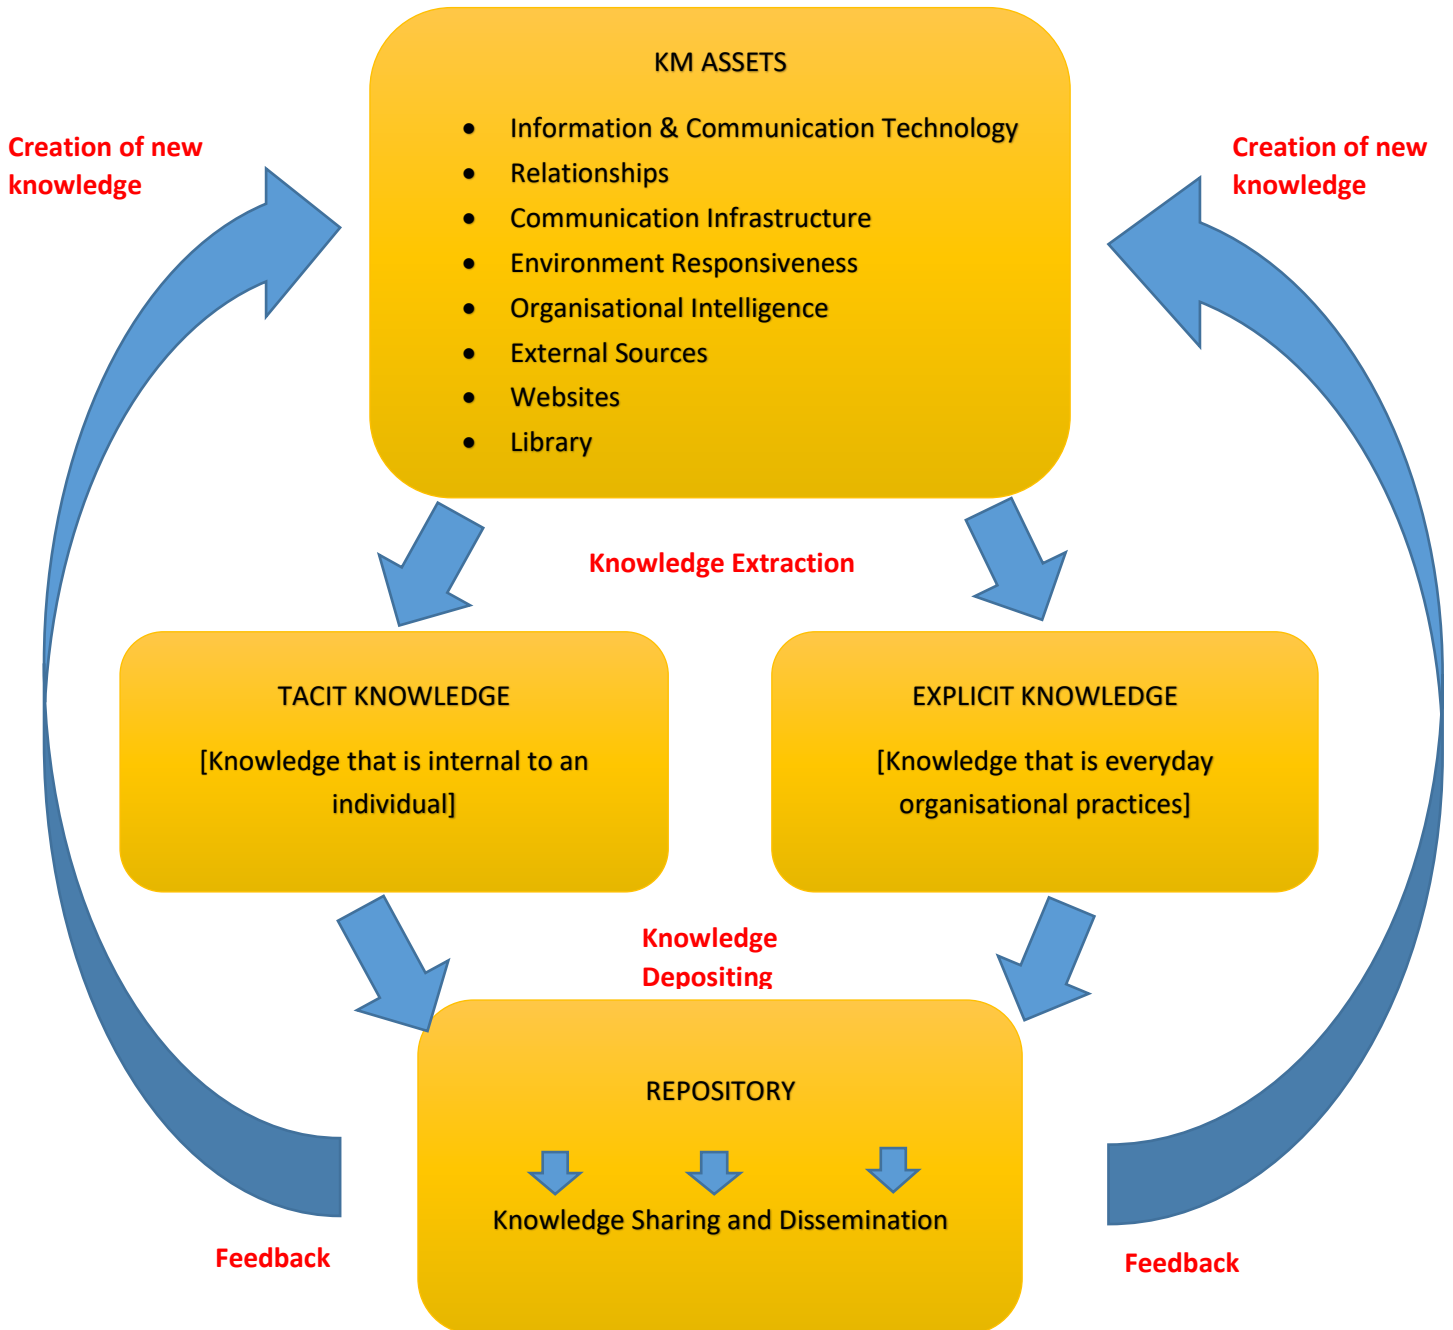 KM ASSETS
Creation of new
knowledge
• Information & Communication Technology
• Relationships
• Communication Infrastructure
• Environment Responsiveness
• Organisational Intelligence
• External Sources
• Websites
• Library
Creation of new
knowledge
Knowledge Extraction
TACIT KNOWLEDGE
[Knowledge that is internal to an
individual]
EXPLICIT KNOWLEDGE
[Knowledge that is everyday
organisational practices]
Knowledge
Depositing
REPOSITORY
Knowledge Sharing and Dissemination
Feedback
Feedback